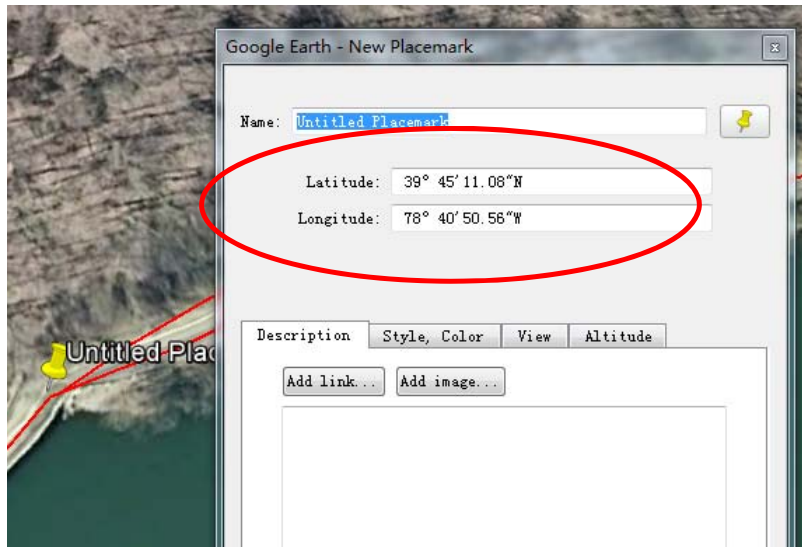 Google Earth - New Placemark
Name: Untitled Placemark
Latitude: 39° 45'11.08"N
Longitude: 78° 40'50.56"W
Untitled Plac
Description Style, Color View Altitude
Add link... Add image...